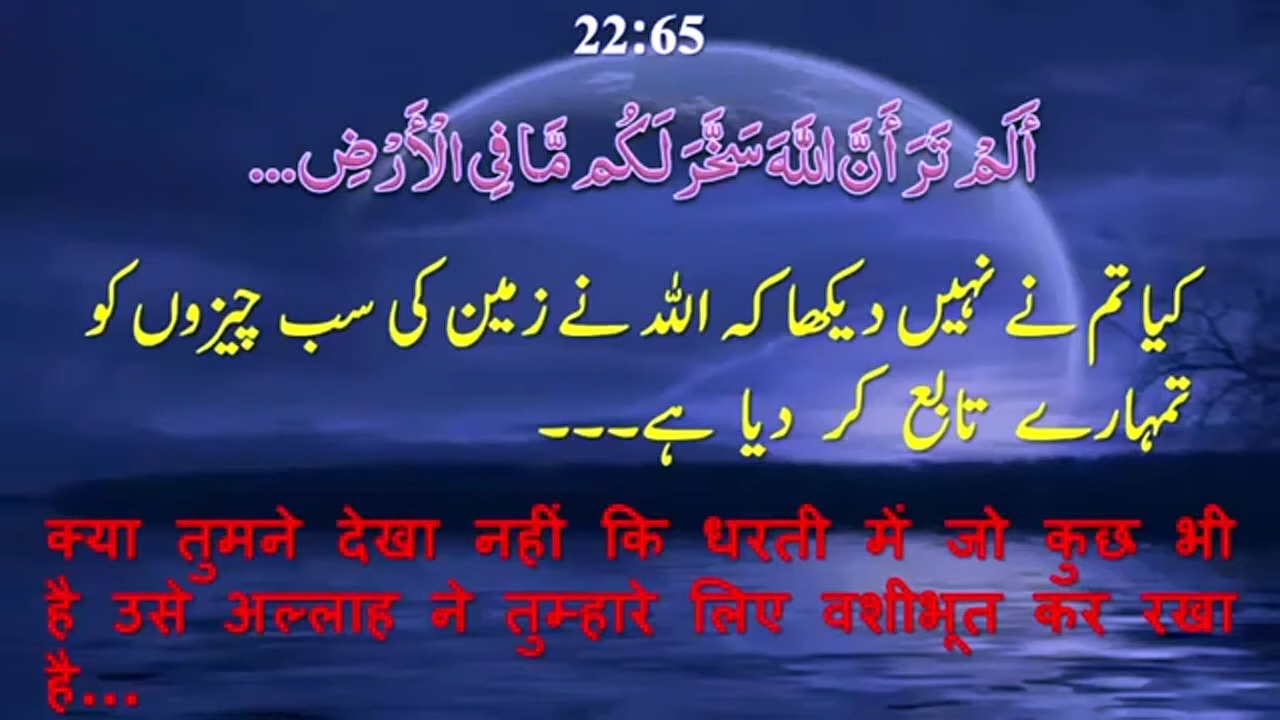 22:65
أَلَمْ تَرَ أَنَّ اللَّهَ سَخَّرَ لَكُم مَّا فِي الْأَرْضِ...
کیا تم نے نہیں دیکھا کہ اللہ نے زمین کی سب چیزوں کو
تمہارے تابع کر دیا ہے۔۔۔
क्या तुमने देखा नहीं कि धरती में जो कुछ भी
है उसे अल्लाह ने तुम्हारे लिए वशीभूत कर रखा
है...